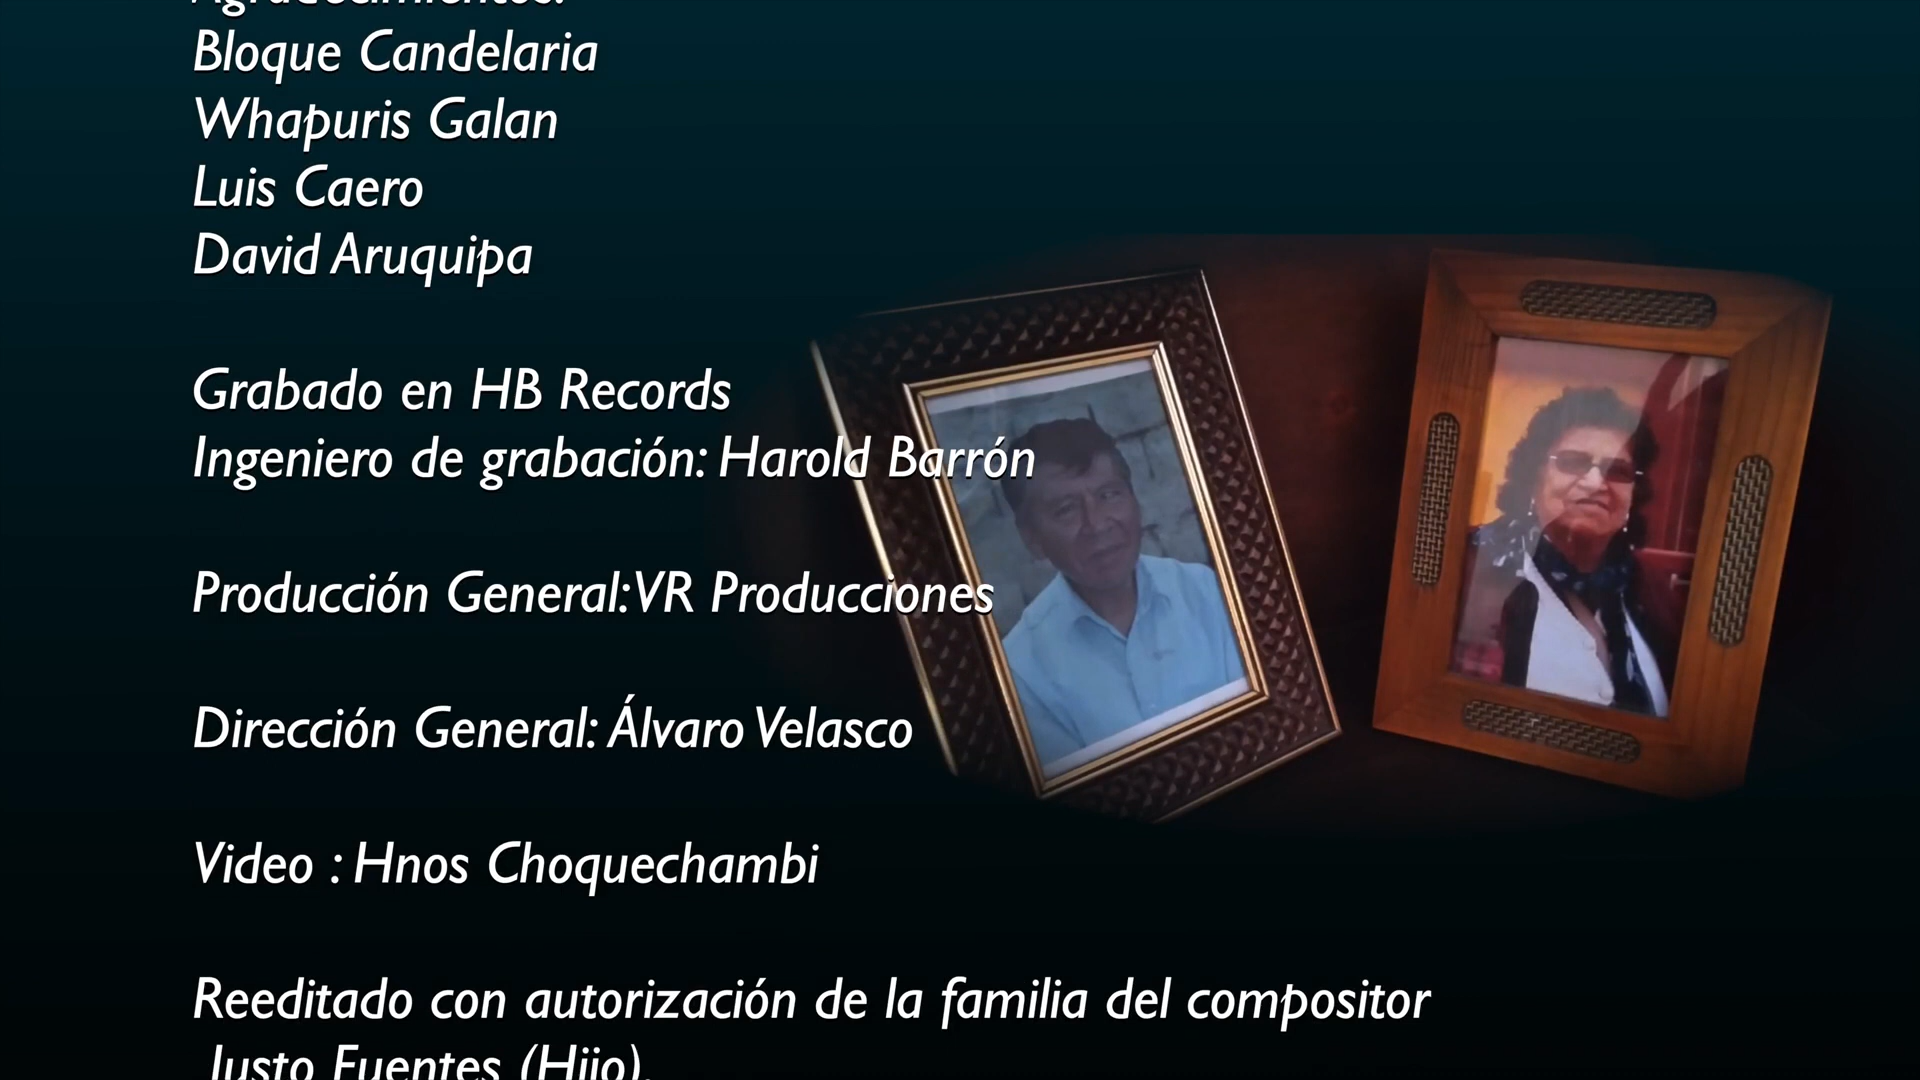 Agradecimientos:
Bloque Candelaria
Whapuris Galan
Luis Caero
David Aruquipa
Grabado en HB Records
Ingeniero de grabación: Harold Barrón
Producción General: VR Producciones
Dirección General: Álvaro Velasco
Video : Hnos Choquechambi
Reeditado con autorización de la familia del compositor
Justo Fuentes (Hijo).